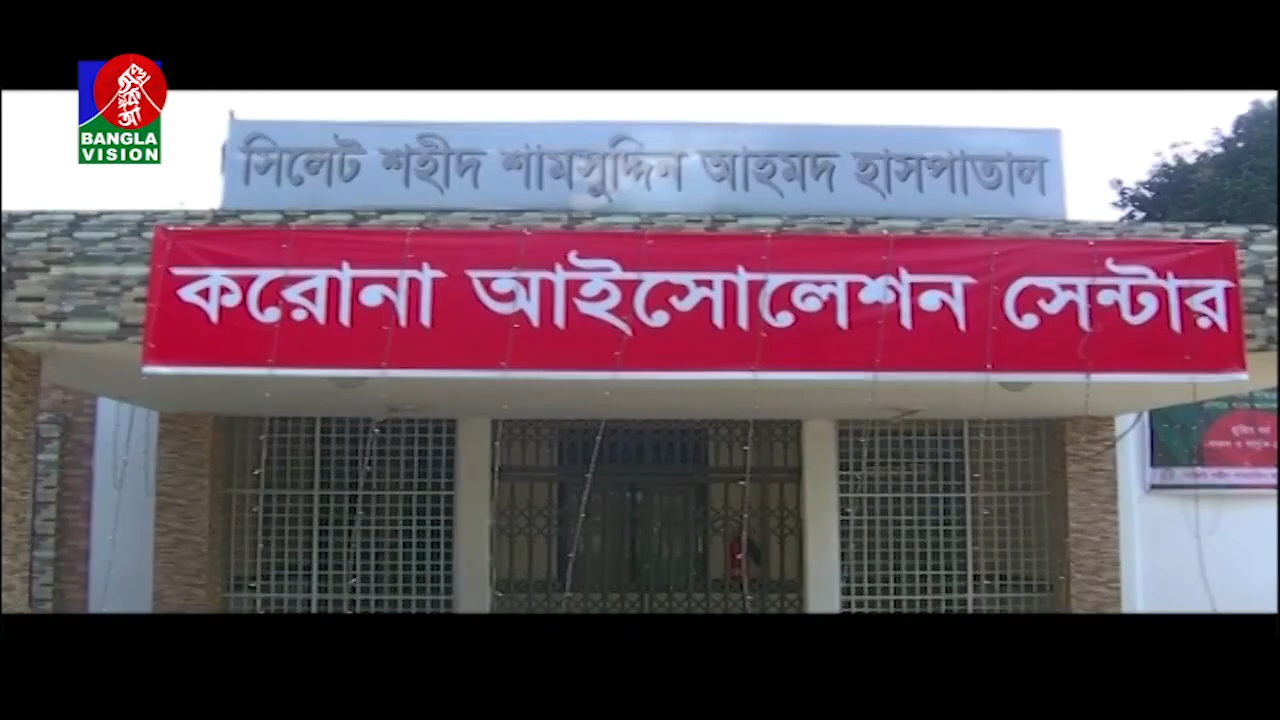 BANGLA
VISION
সিলেট শহীদ শামসুদ্দিন আহমদ হাসপাতাল
করোনা আইসোলেশন সেন্টার